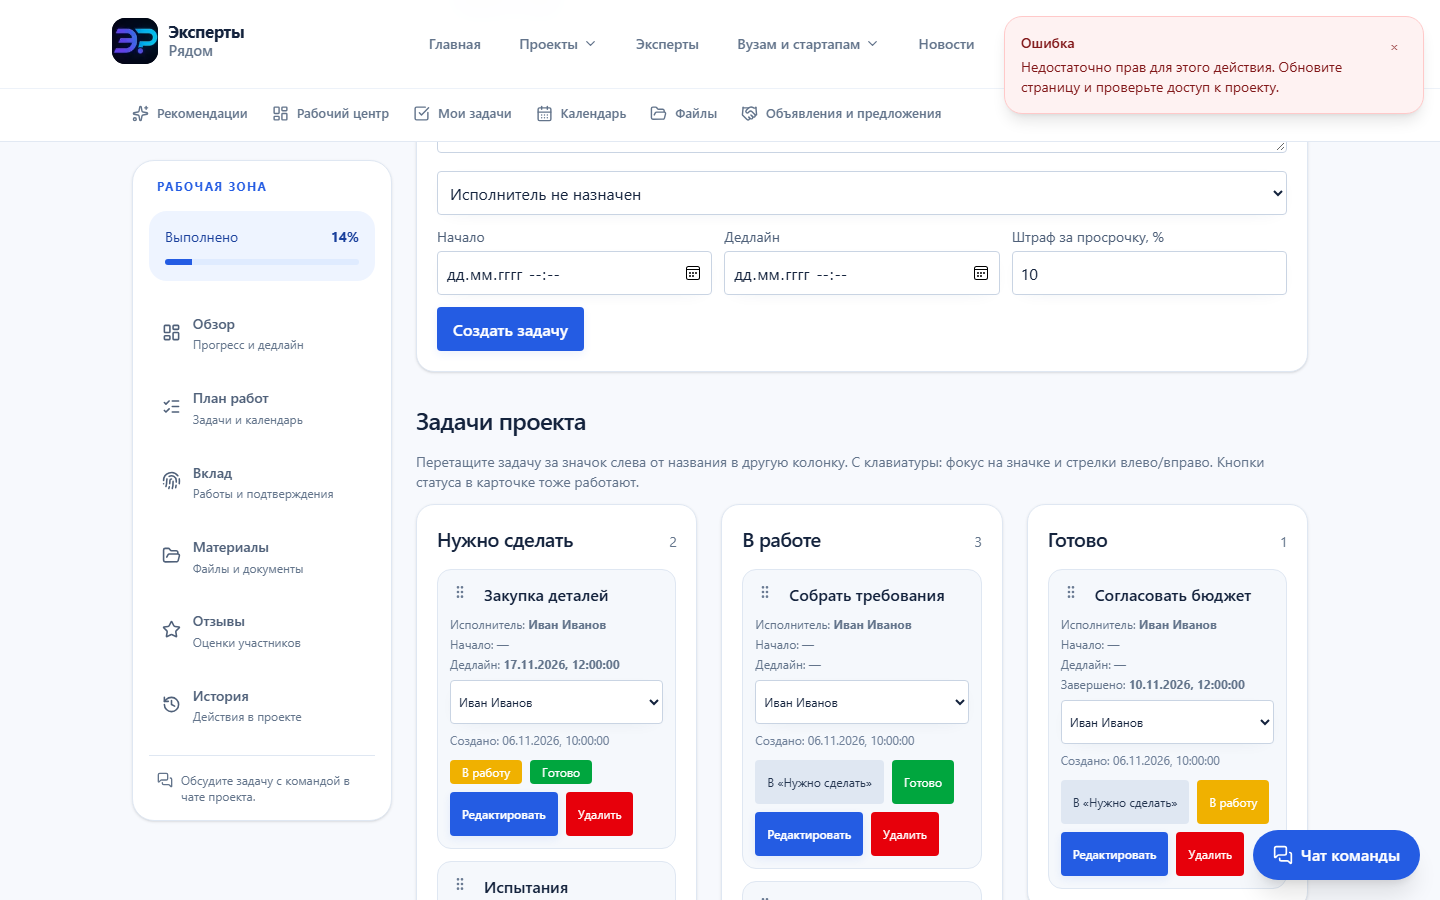 Эксперты
Рядом
Главная
Проекты
Эксперты
Вузам и стартапам
Новости
Ошибка
×
Недостаточно прав для этого действия. Обновите
страницу и проверьте доступ к проекту.
Рекомендации
Рабочий центр
Мои задачи
Календарь
Файлы
Объявления и предложения
РАБОЧАЯ ЗОНА
Выполнено 14%
Обзор
Прогресс и дедлайн
План работ
Задачи и календарь
Вклад
Работы и подтверждения
Материалы
Файлы и документы
Отзывы
Оценки участников
История
Действия в проекте
Обсудите задачу с командой в
чате проекта.
Исполнитель не назначен
Начало
дд.мм.гггг --:--
Дедлайн
дд.мм.гггг --:--
Штраф за просрочку, %
10
Создать задачу
Задачи проекта
Перетащите задачу за значок слева от названия в другую колонку. С клавиатуры: фокус на значке и стрелки влево/вправо. Кнопки
статуса в карточке тоже работают.
Нужно сделать 2
Закупка деталей
Исполнитель: Иван Иванов
Начало: —
Дедлайн: 17.11.2026, 12:00:00
Иван Иванов
Создано: 06.11.2026, 10:00:00
В работу
Готово
Редактировать
Удалить
Испытания
В работе 3
Собрать требования
Исполнитель: Иван Иванов
Начало: —
Дедлайн: —
Иван Иванов
Создано: 06.11.2026, 10:00:00
В «Нужно сделать»
Готово
Редактировать
Удалить
Готово 1
Согласовать бюджет
Исполнитель: Иван Иванов
Начало: —
Дедлайн: —
Завершено: 10.11.2026, 12:00:00
Иван Иванов
Создано: 06.11.2026, 10:00:00
В «Нужно сделать»
В работу
Редактировать
Удалить
Чат команды